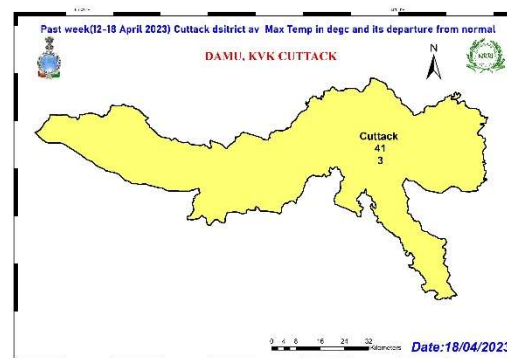 Past week(12-18 April 2023) Cuttack dsitrict av Max Temp in degc and its departure from normal
DAMU, KVK CUTTACK
N
Cuttack
41
3
0 4 8 16 24 32
Kilometers
Date:18/04/2023